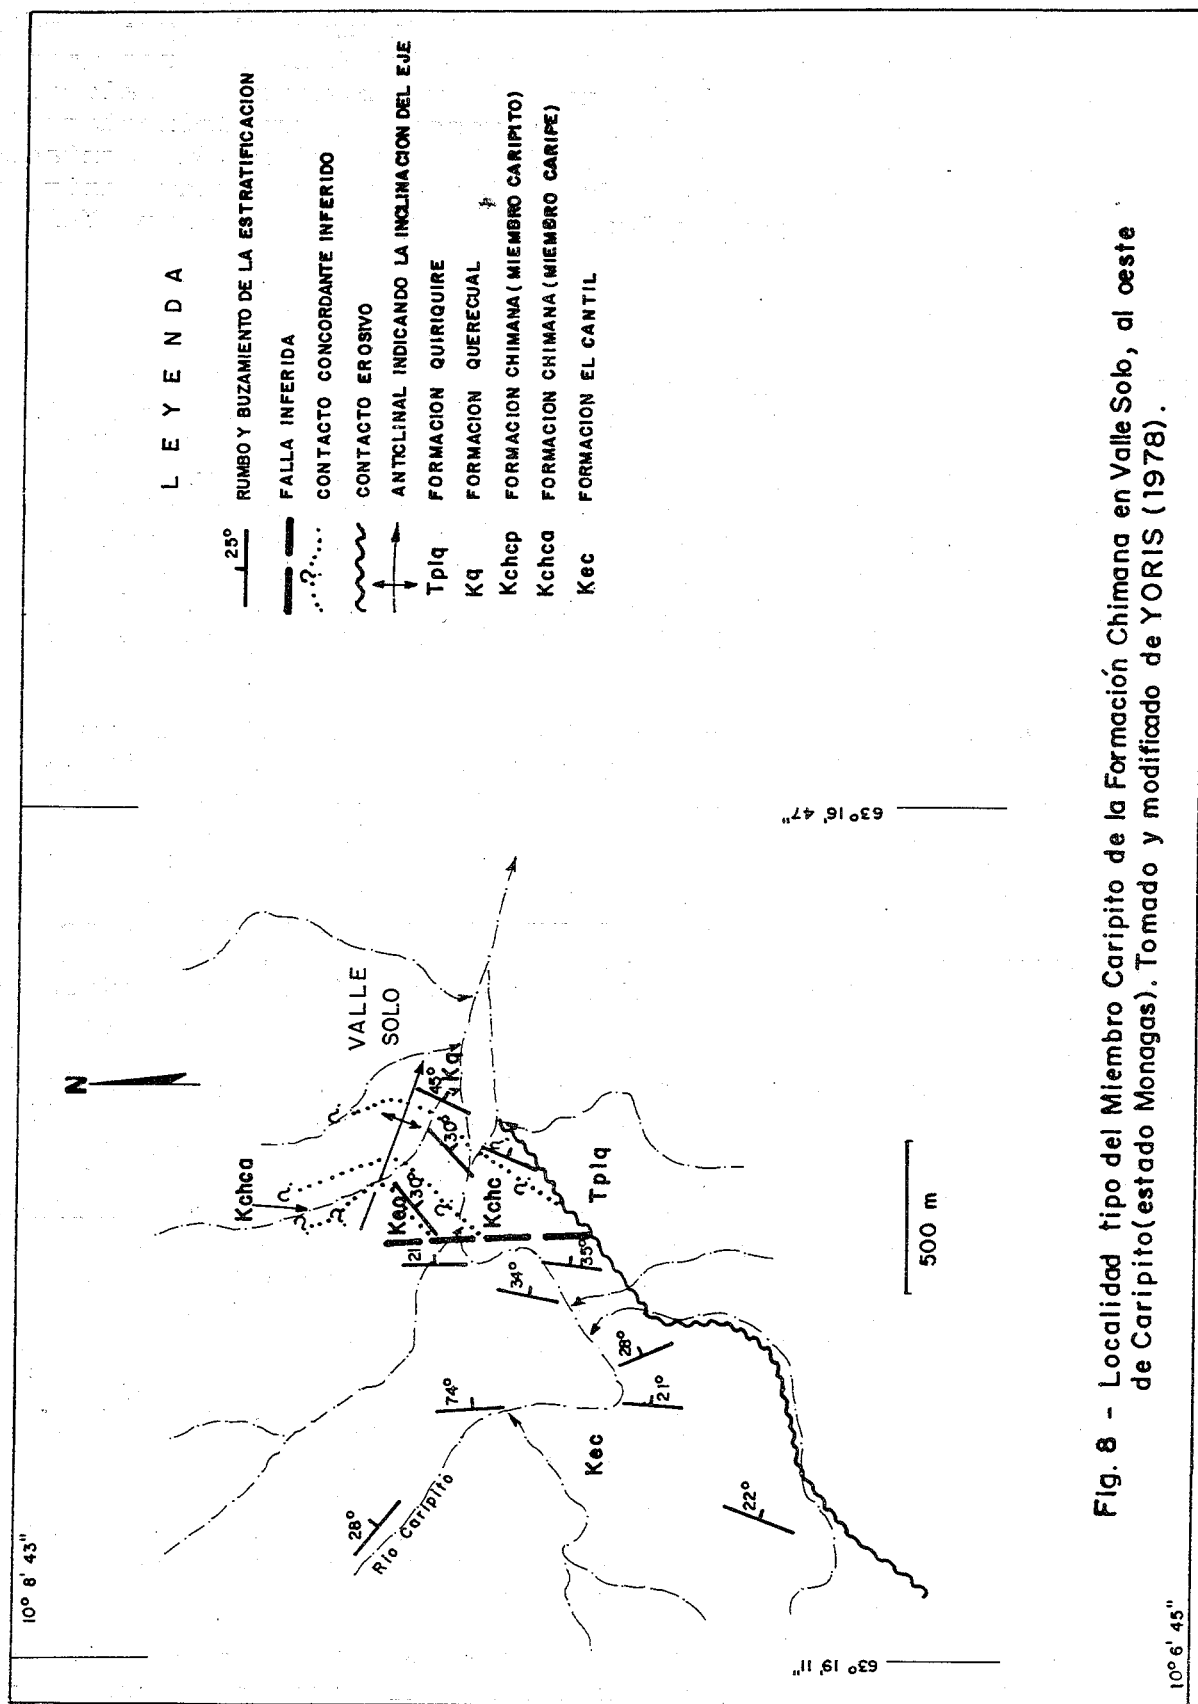 10° 8' 43"
63° 19' 11"
63° 16' 47"
10° 6' 45"
N
VALLE
SOLO
Kchca
Kec
Kq
Kchc
Tplq
Kec
Río Caripito
28°
74°
21
30°
30°
45°
34°
35°
28°
21°
22°
?
?
?
?
?
?
?
500 m
LEYENDA
25° RUMBO Y BUZAMIENTO DE LA ESTRATIFICACION
FALLA INFERIDA
..?.... CONTACTO CONCORDANTE INFERIDO
CONTACTO EROSIVO
ANTICLINAL INDICANDO LA INCLINACION DEL EJE
Tplq FORMACION QUIRIQUIRE
Kq FORMACION QUERECUAL
Kchcp FORMACION CHIMANA (MIEMBRO CARIPITO)
Kchca FORMACION CHIMANA (MIEMBRO CARIPE)
Kec FORMACION EL CANTIL
Fig. 8 - Localidad tipo del Miembro Caripito de la Formación Chimana en Valle Solo, al oeste
de Caripito(estado Monagas). Tomado y modificado de YORIS (1978).